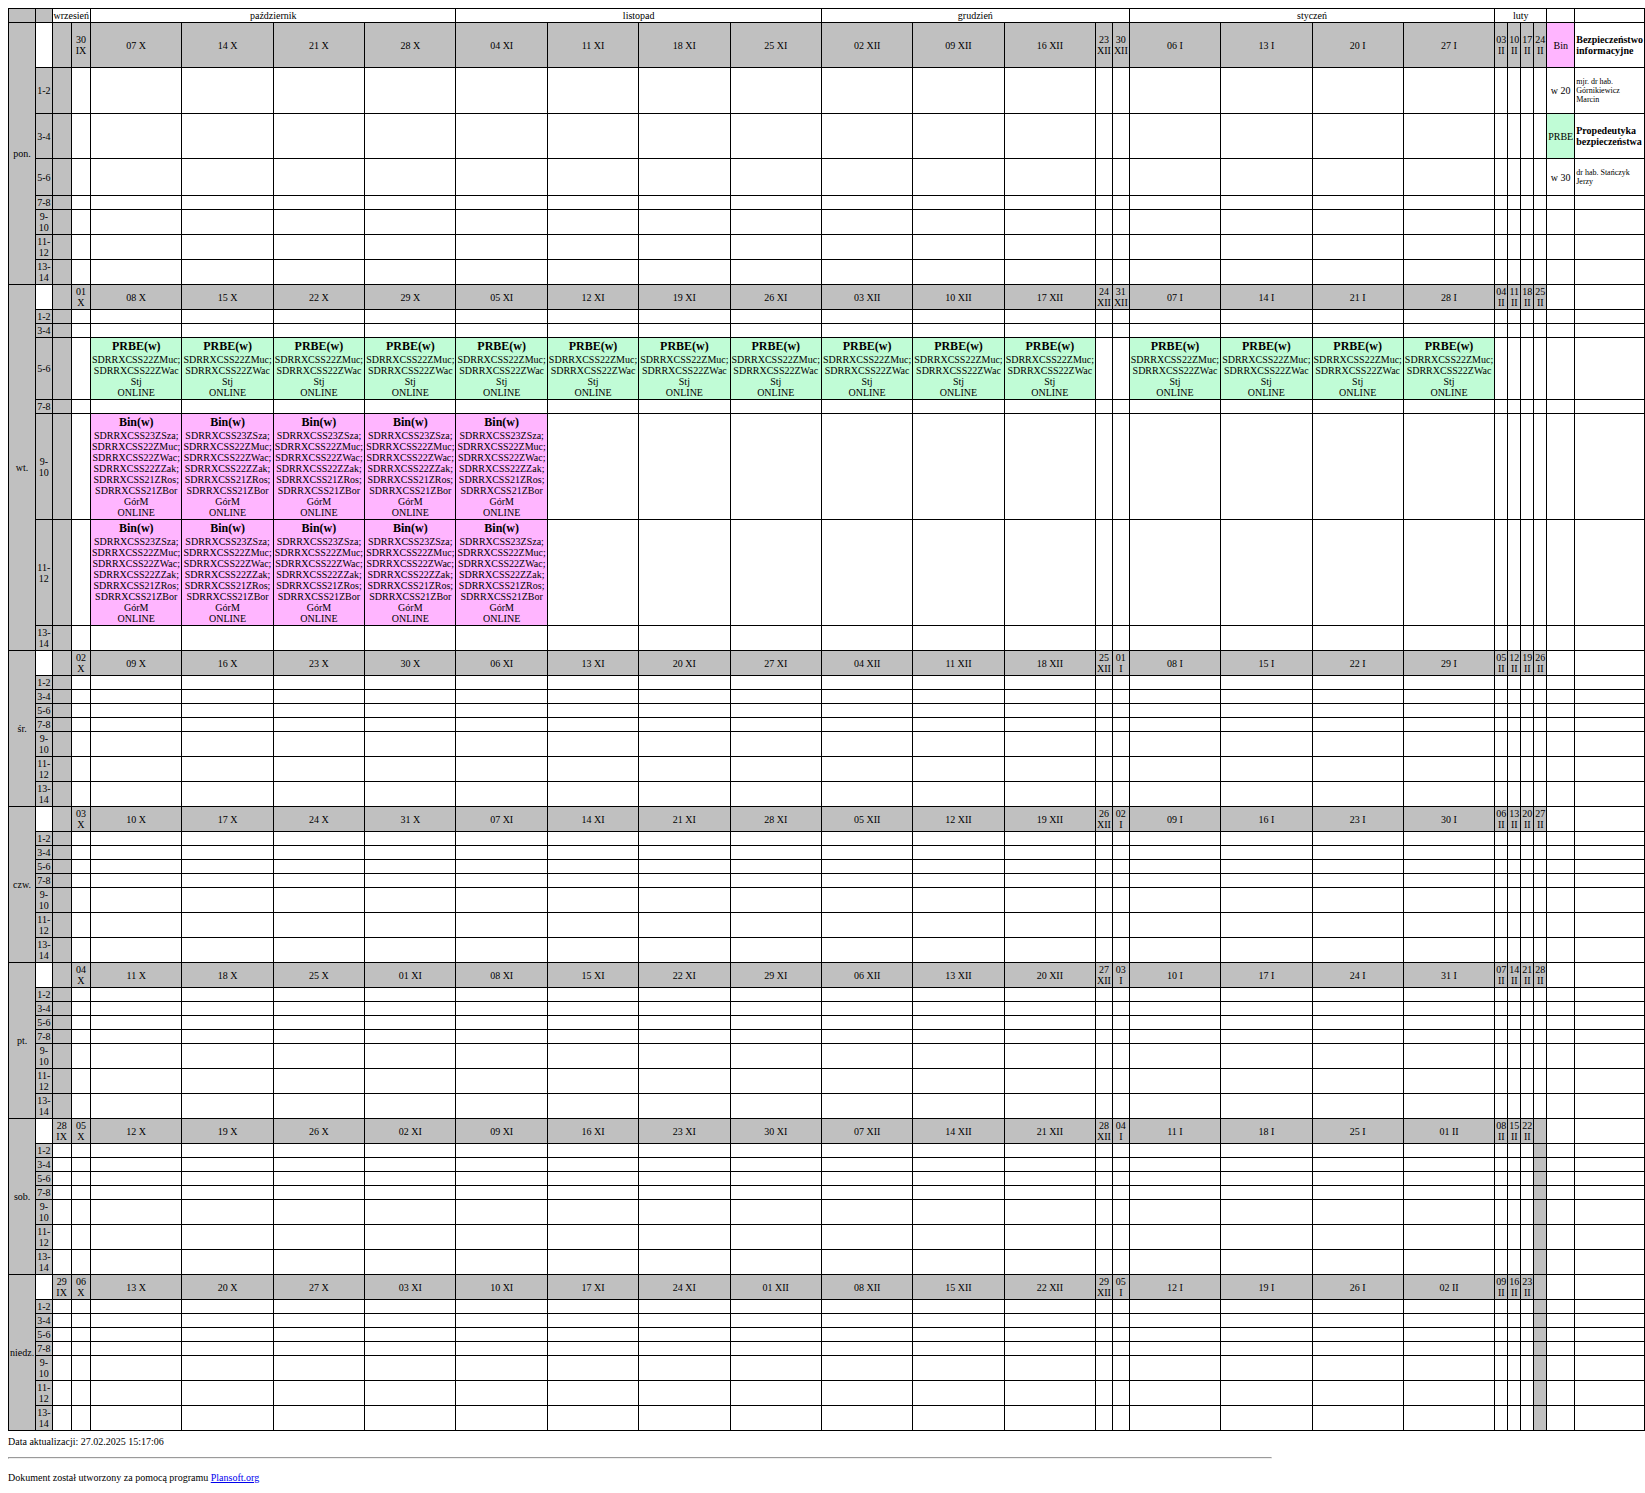 wrzesień październik listopad grudzień styczeń luty
pon. 30 IX 07 X 14 X 21 X 28 X 04 XI 11 XI 18 XI 25 XI 02 XII 09 XII 16 XII 23 XII 30 XII 06 I 13 I 20 I 27 I 03 II 10 II 17 II 24 II Bin Bezpieczeństwo informacyjne
1-2 w 20 mjr. dr hab. Górnikiewicz Marcin
3-4 PRBE Propedeutyka bezpieczeństwa
5-6 w 30 dr hab. Stańczyk Jerzy
7-8
9-10
11-12
13-14
wt. 01 X 08 X 15 X 22 X 29 X 05 XI 12 XI 19 XI 26 XI 03 XII 10 XII 17 XII 24 XII 31 XII 07 I 14 I 21 I 28 I 04 II 11 II 18 II 25 II
1-2
3-4
PRBE(w) PRBE(w) PRBE(w) PRBE(w) PRBE(w) PRBE(w) PRBE(w) PRBE(w) PRBE(w) PRBE(w) PRBE(w) PRBE(w) PRBE(w) PRBE(w) PRBE(w)
SDRRXCSS22ZMuc; SDRRXCSS22ZMuc; SDRRXCSS22ZMuc; SDRRXCSS22ZMuc; SDRRXCSS22ZMuc; SDRRXCSS22ZMuc; SDRRXCSS22ZMuc; SDRRXCSS22ZMuc; SDRRXCSS22ZMuc; SDRRXCSS22ZMuc; SDRRXCSS22ZMuc; SDRRXCSS22ZMuc; SDRRXCSS22ZMuc; SDRRXCSS22ZMuc; SDRRXCSS22ZMuc;
5-6 SDRRXCSS22ZWac SDRRXCSS22ZWac SDRRXCSS22ZWac SDRRXCSS22ZWac SDRRXCSS22ZWac SDRRXCSS22ZWac SDRRXCSS22ZWac SDRRXCSS22ZWac SDRRXCSS22ZWac SDRRXCSS22ZWac SDRRXCSS22ZWac SDRRXCSS22ZWac SDRRXCSS22ZWac SDRRXCSS22ZWac SDRRXCSS22ZWac
Stj Stj Stj Stj Stj Stj Stj Stj Stj Stj Stj Stj Stj Stj Stj
ONLINE ONLINE ONLINE ONLINE ONLINE ONLINE ONLINE ONLINE ONLINE ONLINE ONLINE ONLINE ONLINE ONLINE ONLINE
7-8
Bin(w) Bin(w) Bin(w) Bin(w) Bin(w)
SDRRXCSS23ZSza; SDRRXCSS23ZSza; SDRRXCSS23ZSza; SDRRXCSS23ZSza; SDRRXCSS23ZSza;
SDRRXCSS22ZMuc; SDRRXCSS22ZMuc; SDRRXCSS22ZMuc; SDRRXCSS22ZMuc; SDRRXCSS22ZMuc;
SDRRXCSS22ZWac; SDRRXCSS22ZWac; SDRRXCSS22ZWac; SDRRXCSS22ZWac; SDRRXCSS22ZWac;
9-10 SDRRXCSS22ZZak; SDRRXCSS22ZZak; SDRRXCSS22ZZak; SDRRXCSS22ZZak; SDRRXCSS22ZZak;
SDRRXCSS21ZRos; SDRRXCSS21ZRos; SDRRXCSS21ZRos; SDRRXCSS21ZRos; SDRRXCSS21ZRos;
SDRRXCSS21ZBor SDRRXCSS21ZBor SDRRXCSS21ZBor SDRRXCSS21ZBor SDRRXCSS21ZBor
GórM GórM GórM GórM GórM
ONLINE ONLINE ONLINE ONLINE ONLINE
Bin(w) Bin(w) Bin(w) Bin(w) Bin(w)
SDRRXCSS23ZSza; SDRRXCSS23ZSza; SDRRXCSS23ZSza; SDRRXCSS23ZSza; SDRRXCSS23ZSza;
SDRRXCSS22ZMuc; SDRRXCSS22ZMuc; SDRRXCSS22ZMuc; SDRRXCSS22ZMuc; SDRRXCSS22ZMuc;
SDRRXCSS22ZWac; SDRRXCSS22ZWac; SDRRXCSS22ZWac; SDRRXCSS22ZWac; SDRRXCSS22ZWac;
11-12 SDRRXCSS22ZZak; SDRRXCSS22ZZak; SDRRXCSS22ZZak; SDRRXCSS22ZZak; SDRRXCSS22ZZak;
SDRRXCSS21ZRos; SDRRXCSS21ZRos; SDRRXCSS21ZRos; SDRRXCSS21ZRos; SDRRXCSS21ZRos;
SDRRXCSS21ZBor SDRRXCSS21ZBor SDRRXCSS21ZBor SDRRXCSS21ZBor SDRRXCSS21ZBor
GórM GórM GórM GórM GórM
ONLINE ONLINE ONLINE ONLINE ONLINE
13-14
śr. 02 X 09 X 16 X 23 X 30 X 06 XI 13 XI 20 XI 27 XI 04 XII 11 XII 18 XII 25 XII 01 I 08 I 15 I 22 I 29 I 05 II 12 II 19 II 26 II
1-2
3-4
5-6
7-8
9-10
11-12
13-14
czw. 03 X 10 X 17 X 24 X 31 X 07 XI 14 XI 21 XI 28 XI 05 XII 12 XII 19 XII 26 XII 02 I 09 I 16 I 23 I 30 I 06 II 13 II 20 II 27 II
1-2
3-4
5-6
7-8
9-10
11-12
13-14
pt. 04 X 11 X 18 X 25 X 01 XI 08 XI 15 XI 22 XI 29 XI 06 XII 13 XII 20 XII 27 XII 03 I 10 I 17 I 24 I 31 I 07 II 14 II 21 II 28 II
1-2
3-4
5-6
7-8
9-10
11-12
13-14
sob. 28 IX 05 X 12 X 19 X 26 X 02 XI 09 XI 16 XI 23 XI 30 XI 07 XII 14 XII 21 XII 28 XII 04 I 11 I 18 I 25 I 01 II 08 II 15 II 22 II
1-2
3-4
5-6
7-8
9-10
11-12
13-14
niedz. 29 IX 06 X 13 X 20 X 27 X 03 XI 10 XI 17 XI 24 XI 01 XII 08 XII 15 XII 22 XII 29 XII 05 I 12 I 19 I 26 I 02 II 09 II 16 II 23 II
1-2
3-4
5-6
7-8
9-10
11-12
13-14
Data aktualizacji: 27.02.2025 15:17:06
Dokument został utworzony za pomocą programu Plansoft.org